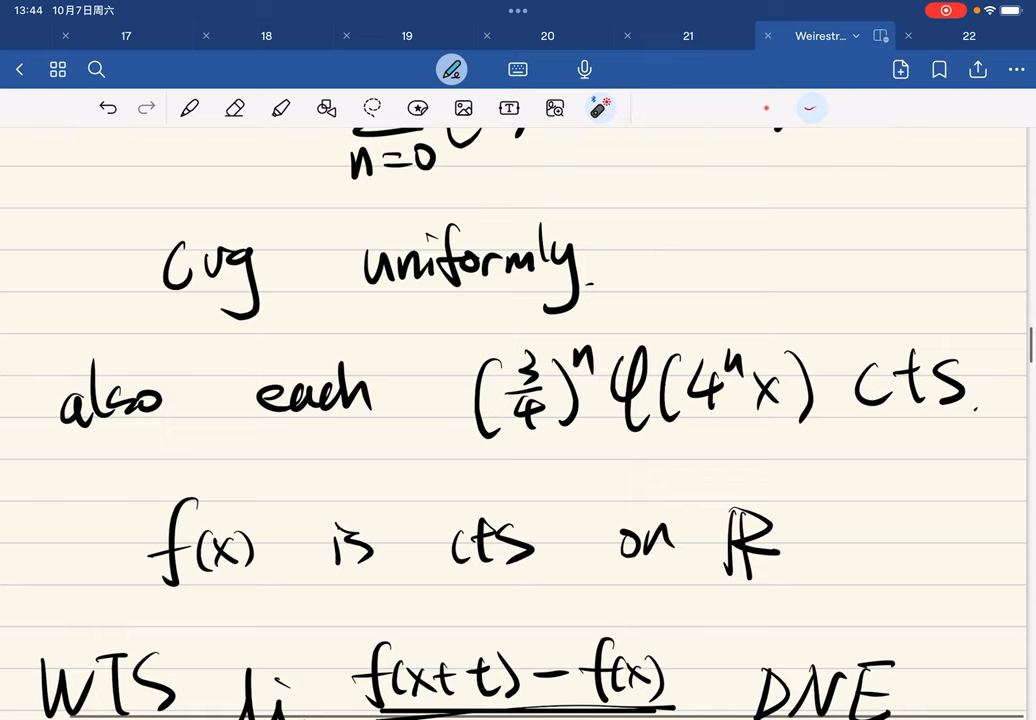 13:44 10月7日周六
17 18 19 20 21 Weirestr... 22
n=0
cvg uniformly.
also each (3/4)^n φ(4^n x) cts.
f(x) is cts on ℝ
WTS f(x+t) - f(x) DNE